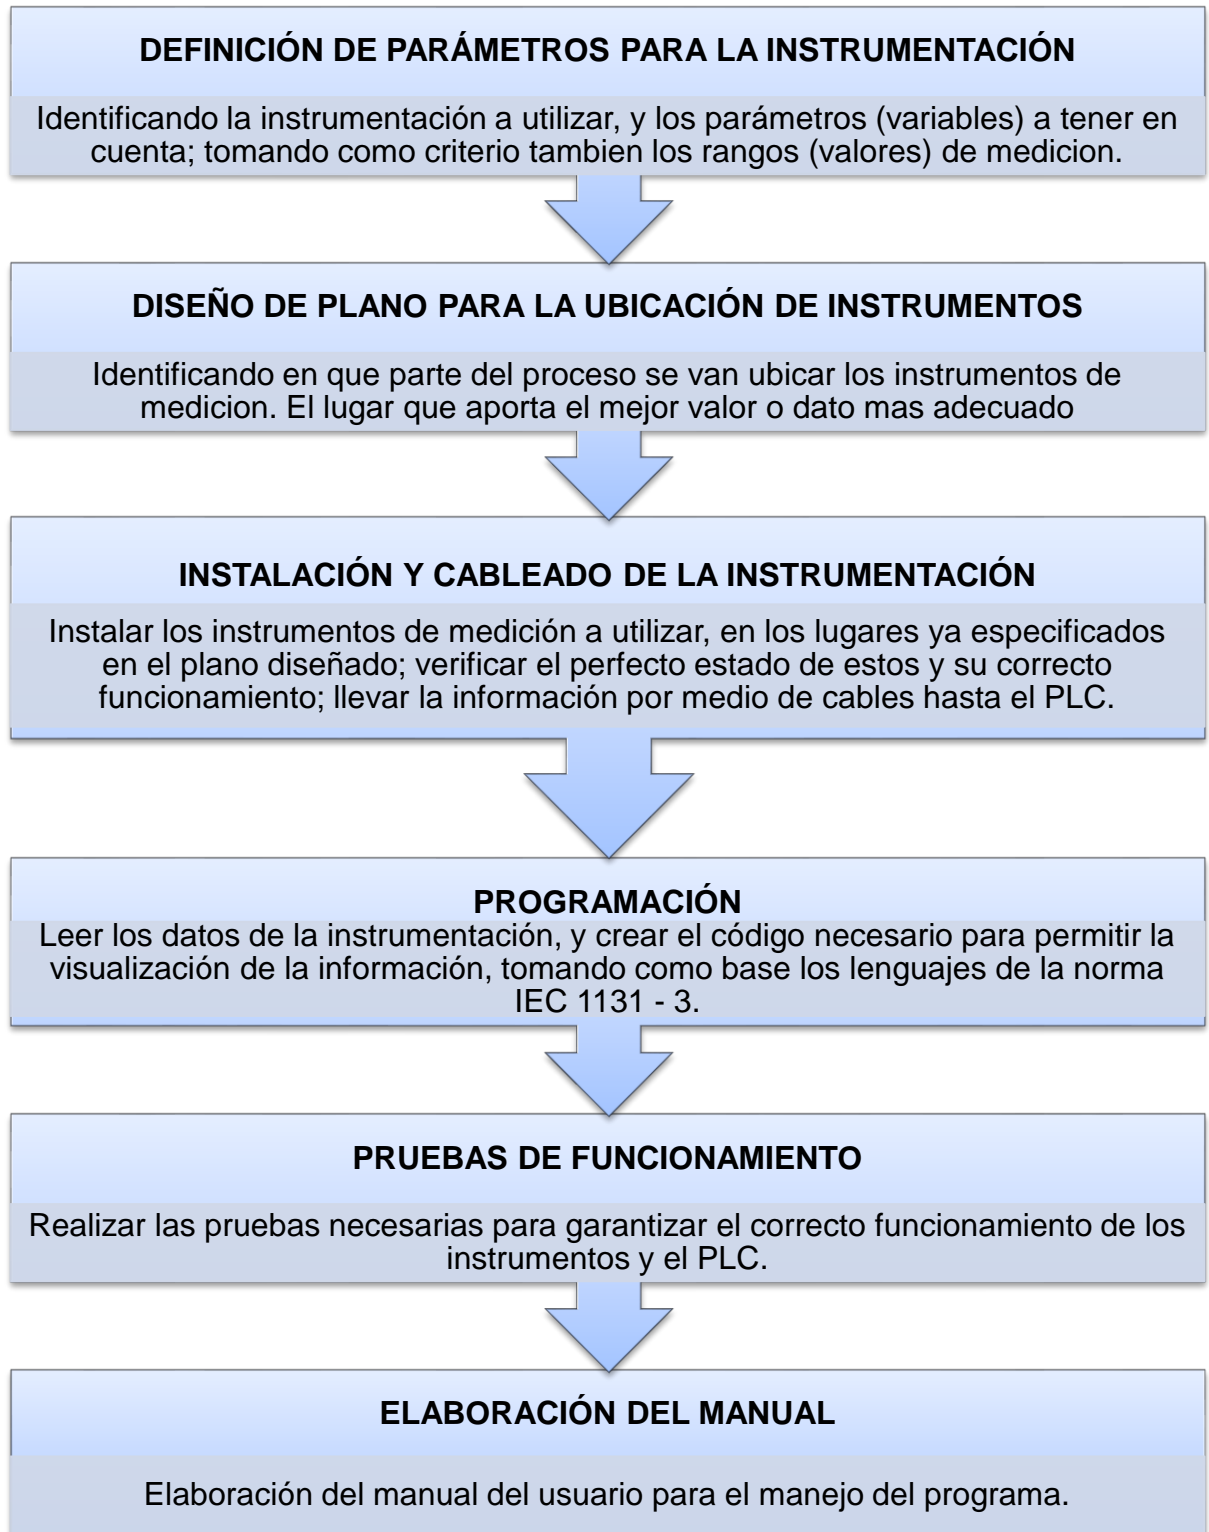 DEFINICIÓN DE PARÁMETROS PARA LA INSTRUMENTACIÓN
Identificando la instrumentación a utilizar, y los parámetros (variables) a tener en
cuenta; tomando como criterio tambien los rangos (valores) de medicion.
DISEÑO DE PLANO PARA LA UBICACIÓN DE INSTRUMENTOS
Identificando en que parte del proceso se van ubicar los instrumentos de
medicion. El lugar que aporta el mejor valor o dato mas adecuado
INSTALACIÓN Y CABLEADO DE LA INSTRUMENTACIÓN
Instalar los instrumentos de medición a utilizar, en los lugares ya especificados
en el plano diseñado; verificar el perfecto estado de estos y su correcto
funcionamiento; llevar la información por medio de cables hasta el PLC.
PROGRAMACIÓN
Leer los datos de la instrumentación, y crear el código necesario para permitir la
visualización de la información, tomando como base los lenguajes de la norma
IEC 1131 - 3.
PRUEBAS DE FUNCIONAMIENTO
Realizar las pruebas necesarias para garantizar el correcto funcionamiento de los
instrumentos y el PLC.
ELABORACIÓN DEL MANUAL
Elaboración del manual del usuario para el manejo del programa.